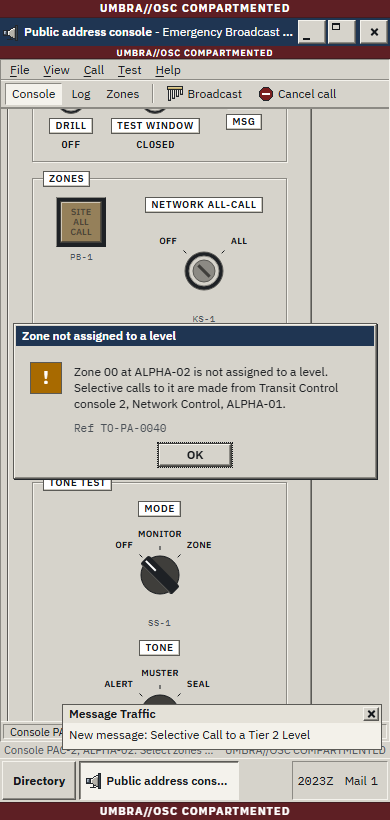 UMBRA//OSC COMPARTMENTED
Public address console - Emergency Broadcast ...
UMBRA//OSC COMPARTMENTED
File View Call Test Help
Console Log Zones Broadcast Cancel call
DRILL TEST WINDOW MSG
OFF CLOSED
ZONES
SITE
ALL
CALL
PB-1
NETWORK ALL-CALL
OFF ALL
KS-1
Zone not assigned to a level
!
Zone 00 at ALPHA-02 is not assigned to a level.
Selective calls to it are made from Transit Control
console 2, Network Control, ALPHA-01.
Ref TO-PA-0040
OK
TONE TEST
MODE
MONITOR
OFF ZONE
SS-1
TONE
MUSTER
ALERT SEAL
Message Traffic
New message: Selective Call to a Tier 2 Level
Console PA
Console PAC-2, ALPHA-02. Select zones ... UMBRA//OSC COMPARTMENTED
Directory Public address cons... 2023Z Mail 1
UMBRA//OSC COMPARTMENTED